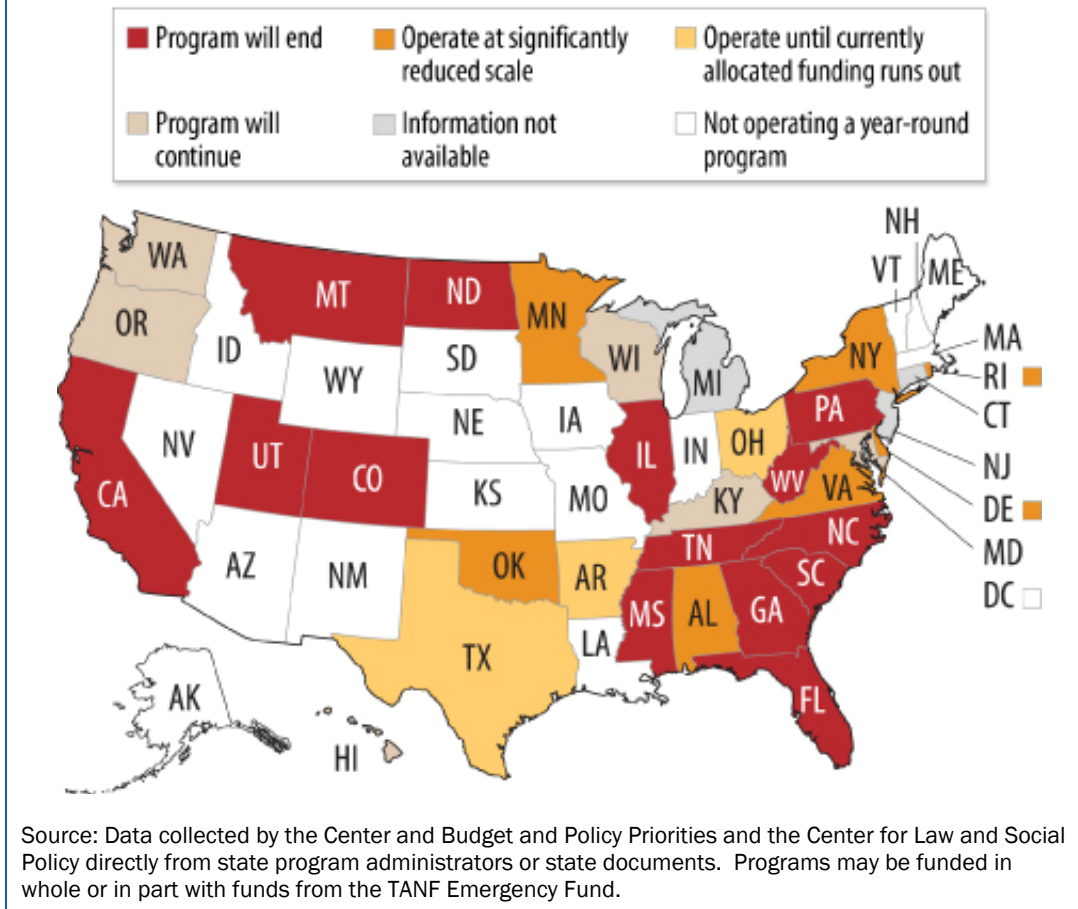 Program will end
Operate at significantly
reduced scale
Operate until currently
allocated funding runs out
Program will
continue
Information not
available
Not operating a year-round
program
NH
VT
ME
WA
MT
ND
MN
OR
ID
SD
WI
MI
NY
MA
RI
WY
CT
NV
NE
IA
PA
UT
CO
IL
IN
OH
NJ
CA
KS
MO
WV
VA
KY
DE
TN
NC
MD
AZ
NM
OK
AR
SC
DC
MS
AL
GA
LA
TX
AK
FL
HI
Source: Data collected by the Center and Budget and Policy Priorities and the Center for Law and Social
Policy directly from state program administrators or state documents.  Programs may be funded in
whole or in part with funds from the TANF Emergency Fund.